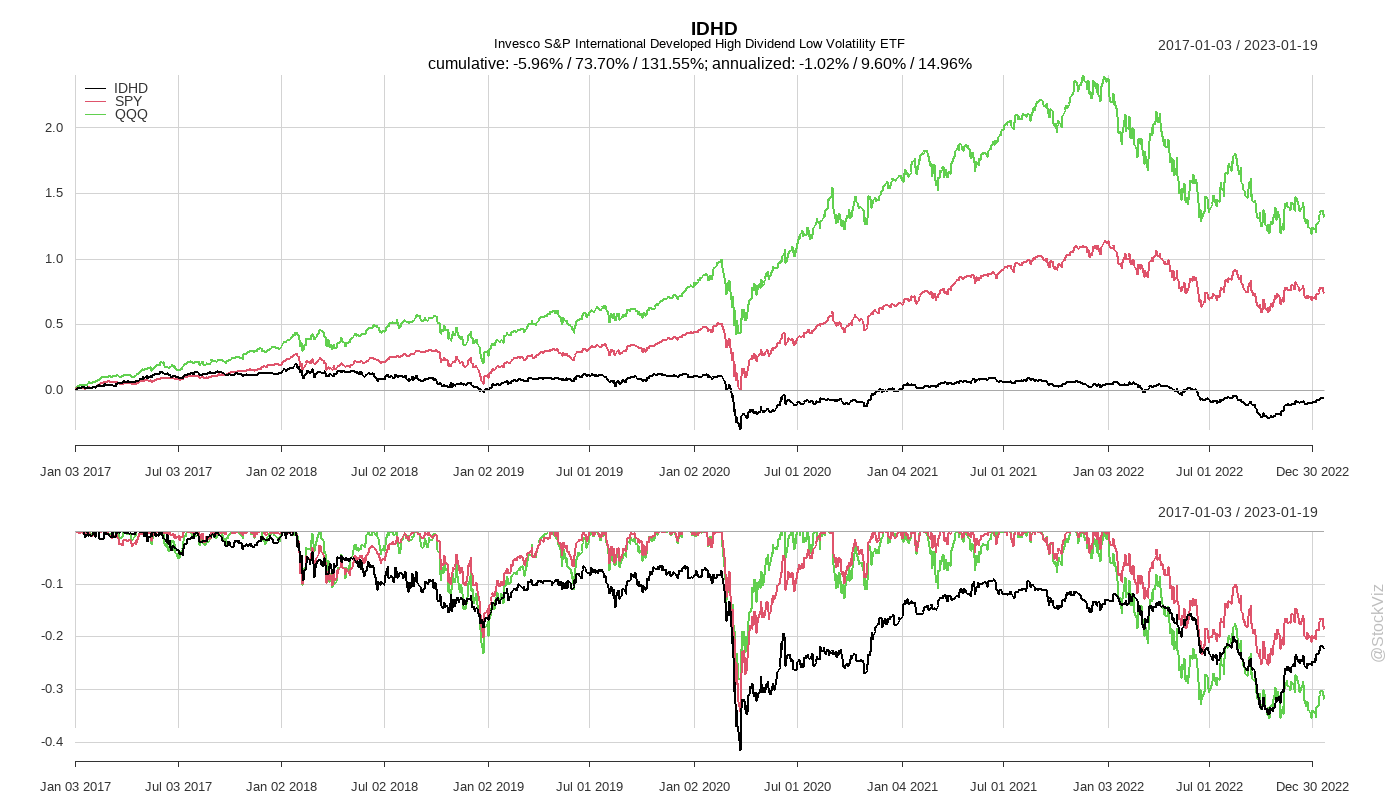 IDHD
Invesco S&P International Developed High Dividend Low Volatility ETF
2017-01-03 / 2023-01-19
cumulative: -5.96% / 73.70% / 131.55%; annualized: -1.02% / 9.60% / 14.96%
IDHD
SPY
QQQ
2.0
1.5
1.0
0.5
0.0
Jan 03 2017 Jul 03 2017 Jan 02 2018 Jul 02 2018 Jan 02 2019 Jul 01 2019 Jan 02 2020 Jul 01 2020 Jan 04 2021 Jul 01 2021 Jan 03 2022 Jul 01 2022 Dec 30 2022
2017-01-03 / 2023-01-19
-0.1
-0.2
-0.3
-0.4
Jan 03 2017 Jul 03 2017 Jan 02 2018 Jul 02 2018 Jan 02 2019 Jul 01 2019 Jan 02 2020 Jul 01 2020 Jan 04 2021 Jul 01 2021 Jan 03 2022 Jul 01 2022 Dec 30 2022
@StockViz